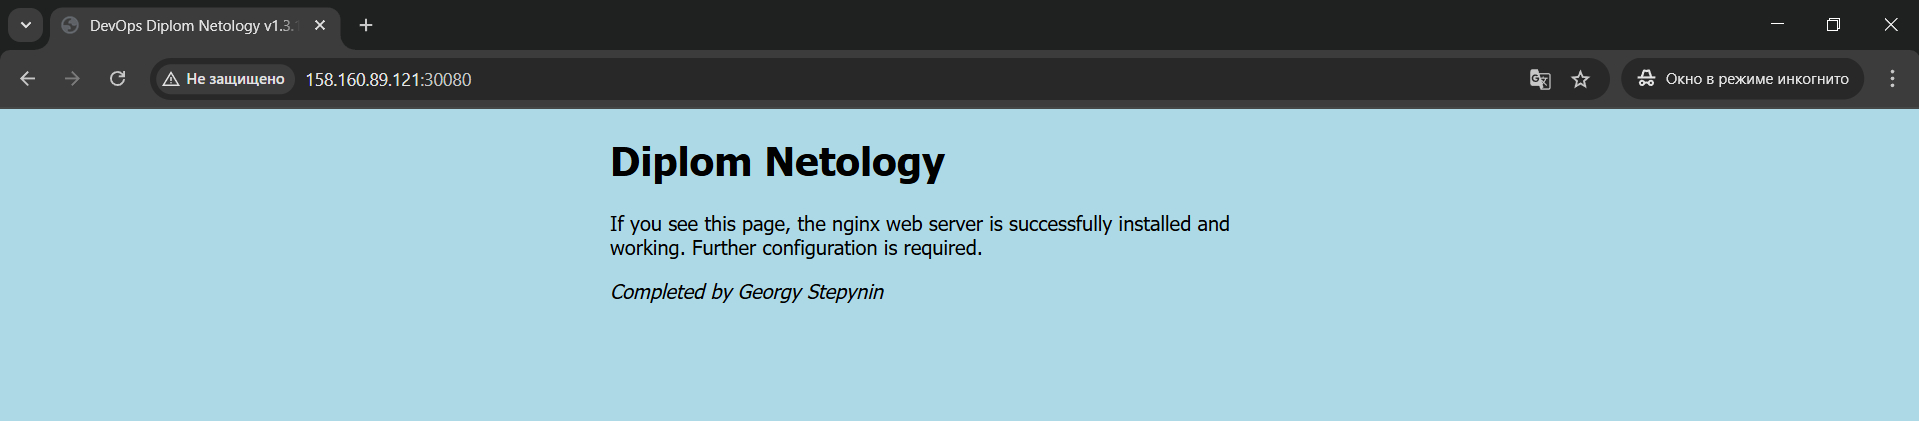 DevOps Diplom Netology v1.3.1
Не защищено 158.160.89.121:30080 Окно в режиме инкогнито
Diplom Netology
If you see this page, the nginx web server is successfully installed and
working. Further configuration is required.
Completed by Georgy Stepynin